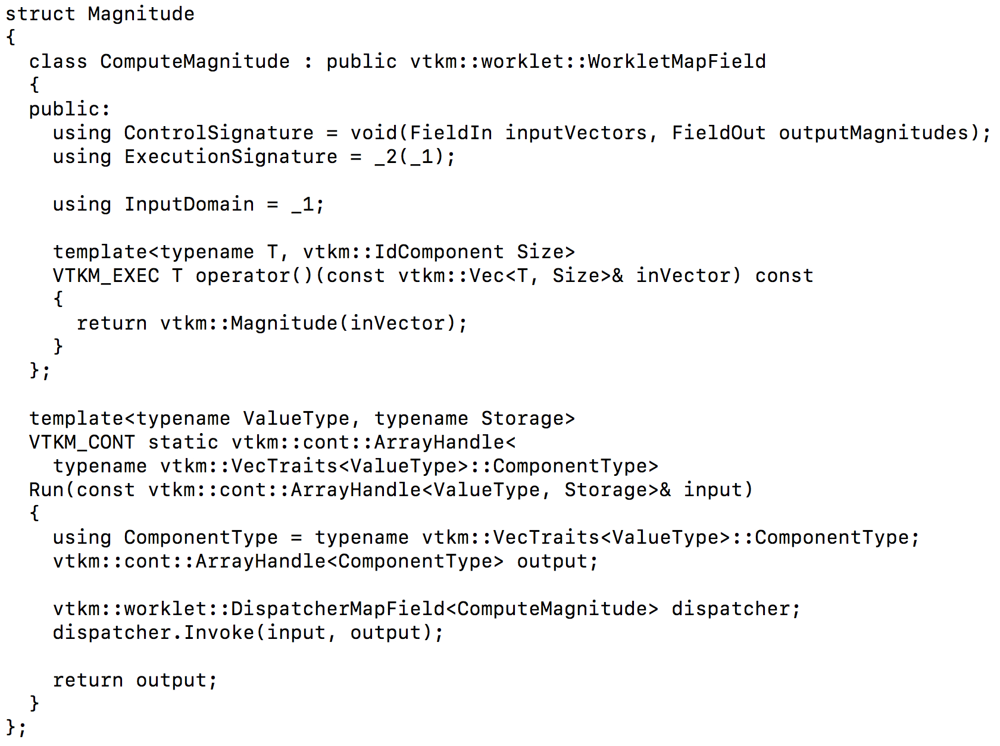 struct Magnitude
{
  class ComputeMagnitude : public vtkm::worklet::WorkletMapField
  {
  public:
    using ControlSignature = void(FieldIn inputVectors, FieldOut outputMagnitudes);
    using ExecutionSignature = _2(_1);

    using InputDomain = _1;

    template<typename T, vtkm::IdComponent Size>
    VTKM_EXEC T operator()(const vtkm::Vec<T, Size>& inVector) const
    {
      return vtkm::Magnitude(inVector);
    }
  };

  template<typename ValueType, typename Storage>
  VTKM_CONT static vtkm::cont::ArrayHandle<
    typename vtkm::VecTraits<ValueType>::ComponentType>
  Run(const vtkm::cont::ArrayHandle<ValueType, Storage>& input)
  {
    using ComponentType = typename vtkm::VecTraits<ValueType>::ComponentType;
    vtkm::cont::ArrayHandle<ComponentType> output;

    vtkm::worklet::DispatcherMapField<ComputeMagnitude> dispatcher;
    dispatcher.Invoke(input, output);

    return output;
  }
};